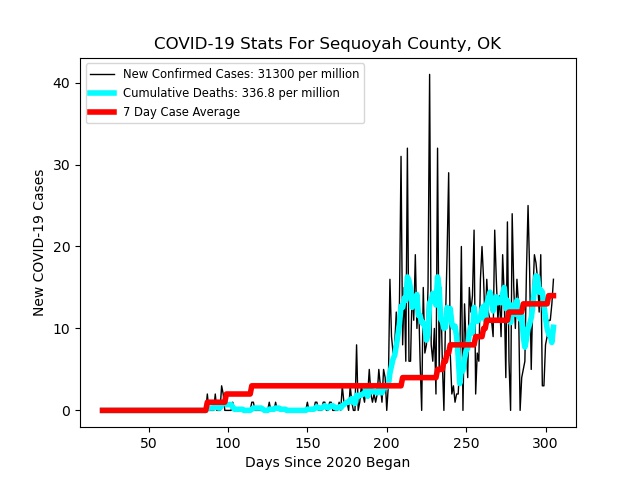 COVID-19 Stats For Sequoyah County, OK
New Confirmed Cases: 31300 per million
Cumulative Deaths: 336.8 per million
7 Day Case Average
40
30
20
10
0
New COVID-19 Cases
50 100 150 200 250 300
Days Since 2020 Began